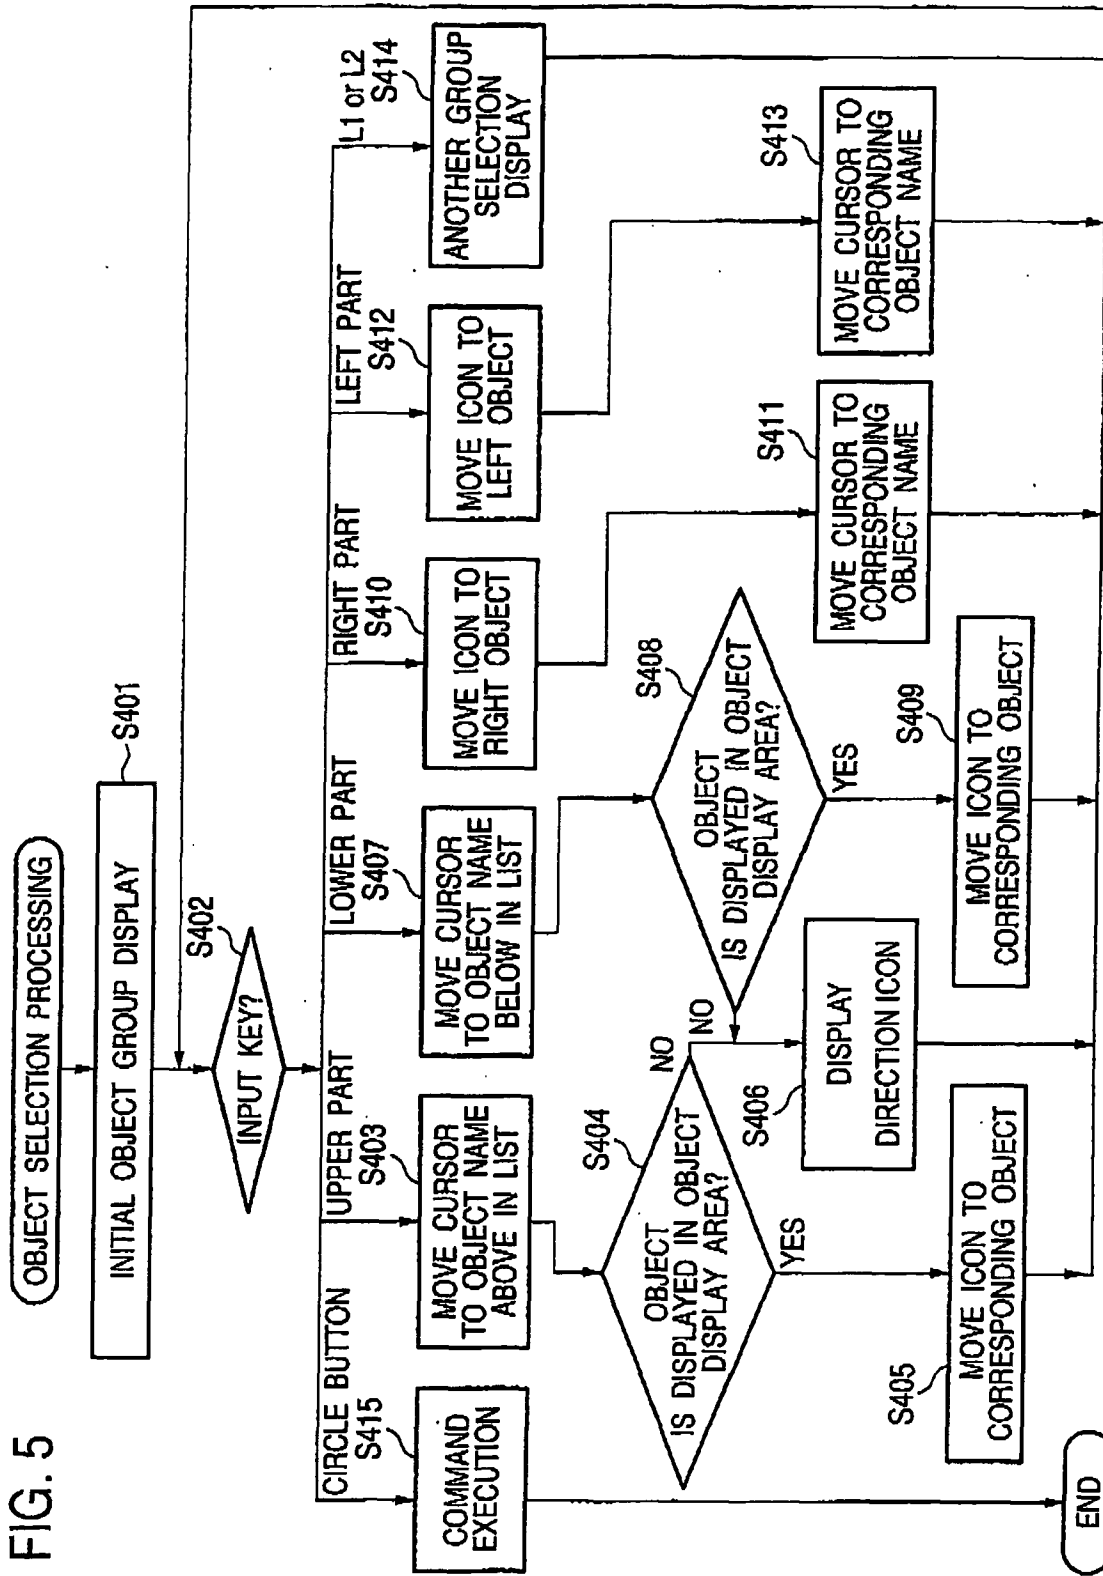 FIG. 5
OBJECT SELECTION PROCESSING
S401
INITIAL OBJECT GROUP DISPLAY
S402
INPUT KEY?
CIRCLE BUTTON
S415
COMMAND
EXECUTION
UPPER PART
S403
MOVE CURSOR
TO OBJECT NAME
ABOVE IN LIST
LOWER PART
S407
MOVE CURSOR
TO OBJECT NAME
BELOW IN LIST
RIGHT PART
S410
MOVE ICON TO
RIGHT OBJECT
LEFT PART
S412
MOVE ICON TO
LEFT OBJECT
L1 or L2
S414
ANOTHER GROUP
SELECTION
DISPLAY
S404
OBJECT
IS DISPLAYED IN OBJECT
DISPLAY AREA?
NO
YES
S408
OBJECT
IS DISPLAYED IN OBJECT
DISPLAY AREA?
NO
YES
S411
MOVE CURSOR TO
CORRESPONDING
OBJECT NAME
S413
MOVE CURSOR TO
CORRESPONDING
OBJECT NAME
S406
DISPLAY
DIRECTION ICON
S405
MOVE ICON TO
CORRESPONDING OBJECT
S409
MOVE ICON TO
CORRESPONDING OBJECT
END